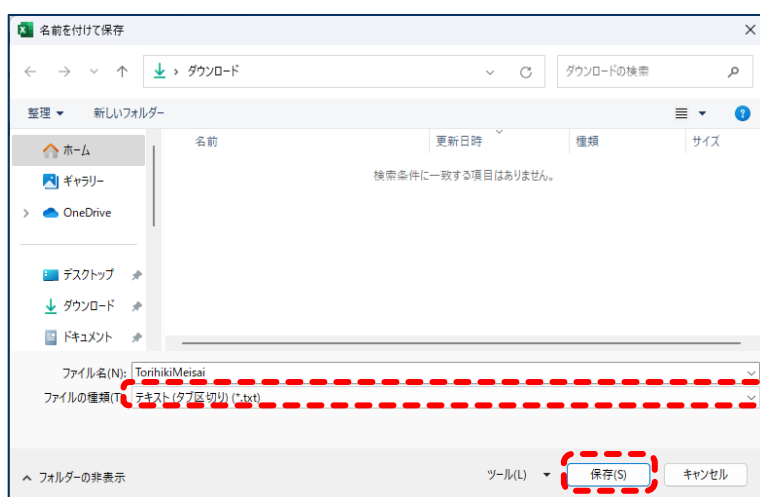 名前を付けて保存
ダウンロード
ダウンロードの検索
整理
新しいフォルダー
名前 更新日時 種類 サイズ
検索条件に一致する項目はありません。
ホーム
ギャラリー
OneDrive
デスクトップ
ダウンロード
ドキュメント
ファイル名(N): TorihikiMeisai
ファイルの種類(T テキスト (タブ区切り) (*.txt)
フォルダーの非表示
ツール(L) 保存(S) キャンセル